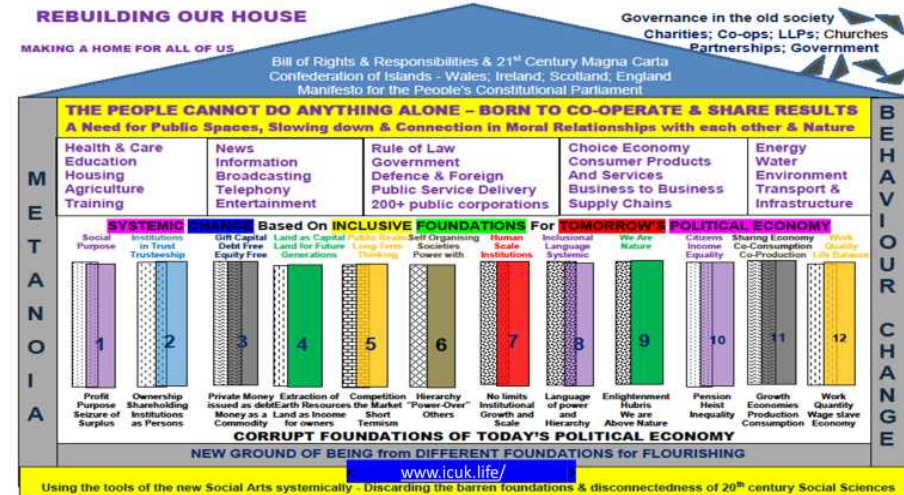 REBUILDING OUR HOUSE
MAKING A HOME FOR ALL OF US
Governance in the old society
Charities; Co-ops; LLPs; Churches
Partnerships; Government
Bill of Rights & Responsibilities & 21st Century Magna Carta
Confederation of Islands - Wales; Ireland; Scotland; England
Manifesto for the People's Constitutional Parliament
METANOIA
BEHAVIOUR CHANGE
THE PEOPLE CANNOT DO ANYTHING ALONE – BORN TO CO-OPERATE & SHARE RESULTS
A Need for Public Spaces, Slowing down & Connection in Moral Relationships with each other & Nature
Health & Care
Education
Housing
Agriculture
Training
News
Information
Broadcasting
Telephony
Entertainment
Rule of Law
Government
Defence & Foreign
Public Service Delivery
200+ public corporations
Choice Economy
Consumer Products
And Services
Business to Business
Supply Chains
Energy
Water
Environment
Transport &
Infrastructure
SYSTEMIC CHANGE Based On INCLUSIVE FOUNDATIONS For TOMORROW'S POLITICAL ECONOMY
Social
Purpose
Institutions
in Trust
Trusteeship
Gift Capital
Debt Free
Equity Free
Land as Capital
Land for Future
Generations
Public Realm
Long-Term
Thinking
Self Organising
Societies
Power with
Human
Scale
Institutions
Inclusional
Language
Systemic
We Are
Nature
Citizens
Income
Equality
Sharing Economy
Co-Consumption
Co-Production
Work
Quality
Life Balance
1
2
3
4
5
6
7
8
9
10
11
12
Profit
Purpose
Seizure of
Surplus
Ownership
Shareholding
Institutions
as Persons
Private Money
issued as debt
Money as a
Commodity
Extraction of
Earth Resources
Land as Income
for owners
Competition
the Market
Short
Termism
Hierarchy
"Power-Over"
Others
No limits
Institutional
Growth and
Scale
Language
of power
and
Hierarchy
Enlightenment
Hubris
We are
Above Nature
Pension
Heist
Inequality
Growth
Economies
Production
Consumption
Work
Quantity
Wage slave
Economy
CORRUPT FOUNDATIONS OF TODAY'S POLITICAL ECONOMY
NEW GROUND OF BEING from DIFFERENT FOUNDATIONS for FLOURISHING
www.icuk.life/
Using the tools of the new Social Arts systemically - Discarding the barren foundations & disconnectedness of 20th century Social Sciences